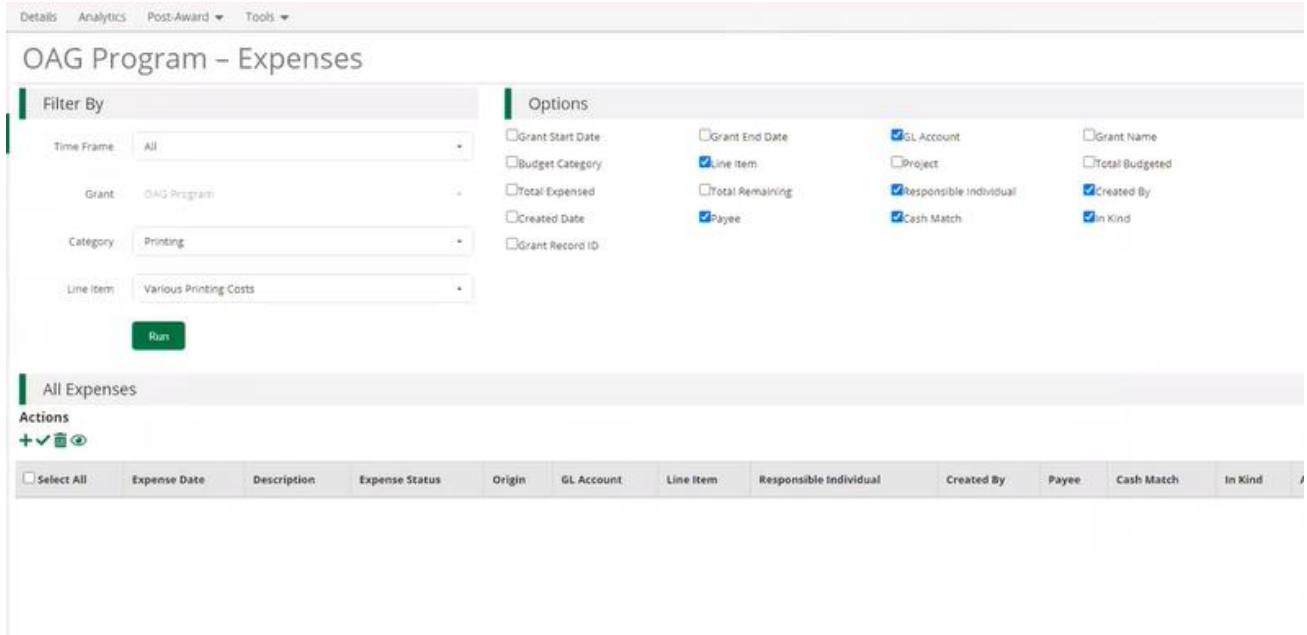 Details Analytics Post-Award Tools
OAG Program – Expenses
Filter By
Time Frame All
Grant OAG Program
Category Printing
Line Item Various Printing Costs
Run
Options
Grant Start Date Grant End Date GL Account Grant Name
Budget Category Line Item Project Total Budgeted
Total Expensed Total Remaining Responsible Individual Created By
Created Date Payee Cash Match In Kind
Grant Record ID
All Expenses
Actions
Select All Expense Date Description Expense Status Origin GL Account Line Item Responsible Individual Created By Payee Cash Match In Kind